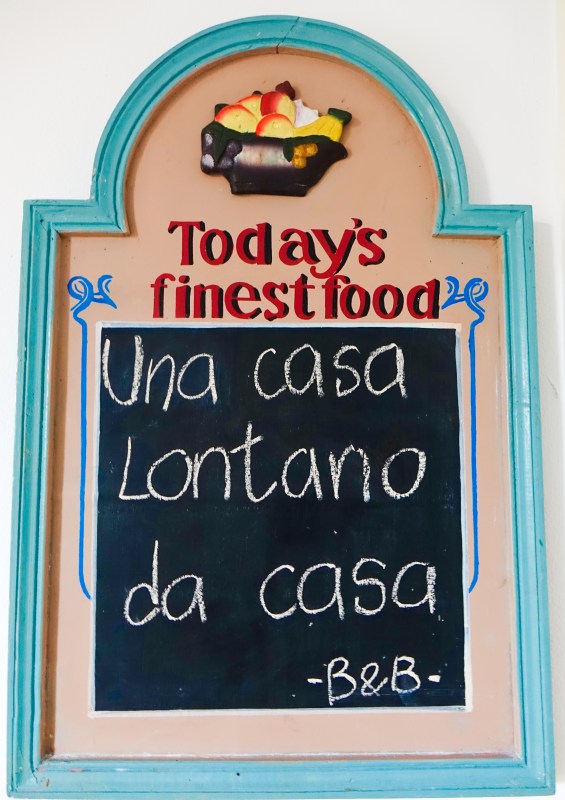 Today's
finest food
Una casa
Lontano
da casa
-B&B-